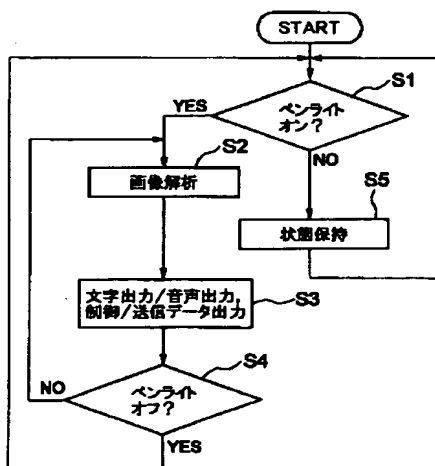 START
S1
ペンライト
オン?
YES
NO
S2
画像解析
S5
状態保持
文字出力/音声出力,
制御/送信データ出力
S3
S4
ペンライト
オフ?
NO
YES